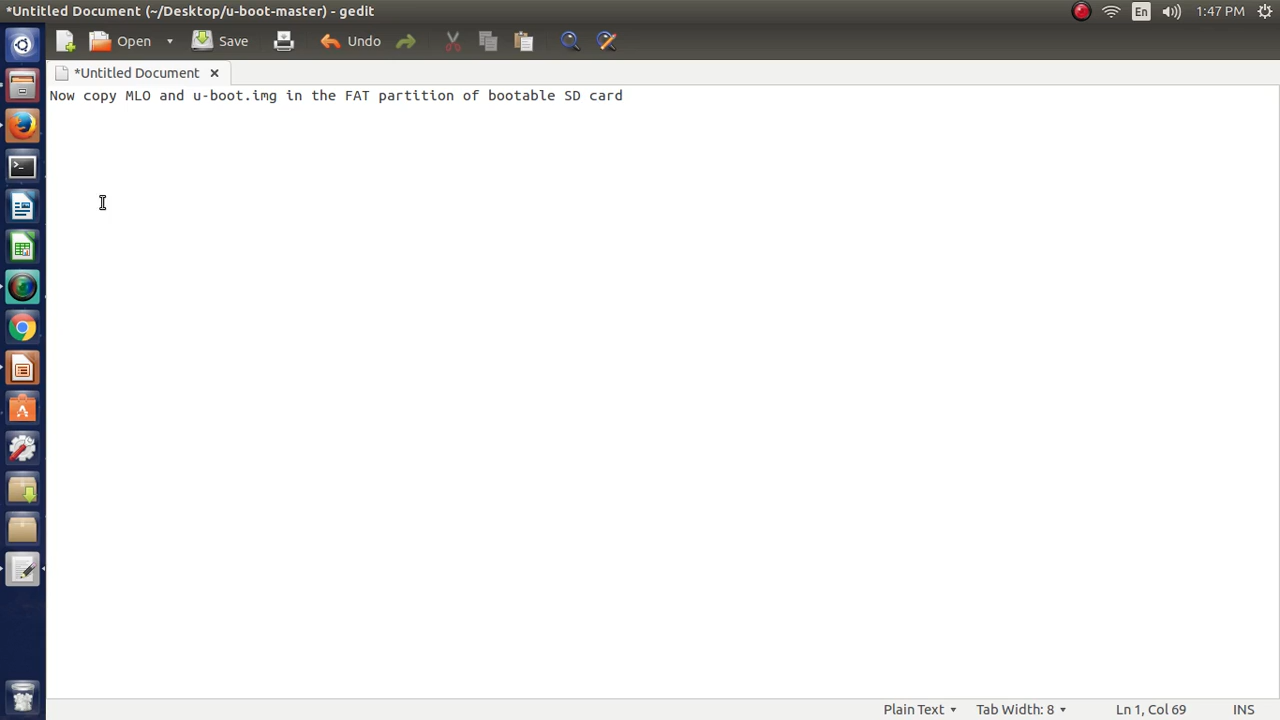 *Untitled Document (~/Desktop/u-boot-master) - gedit
En
1:47 PM
Open
Save
Undo
*Untitled Document
Now copy MLO and u-boot.img in the FAT partition of bootable SD card
Plain Text
Tab Width: 8
Ln 1, Col 69
INS